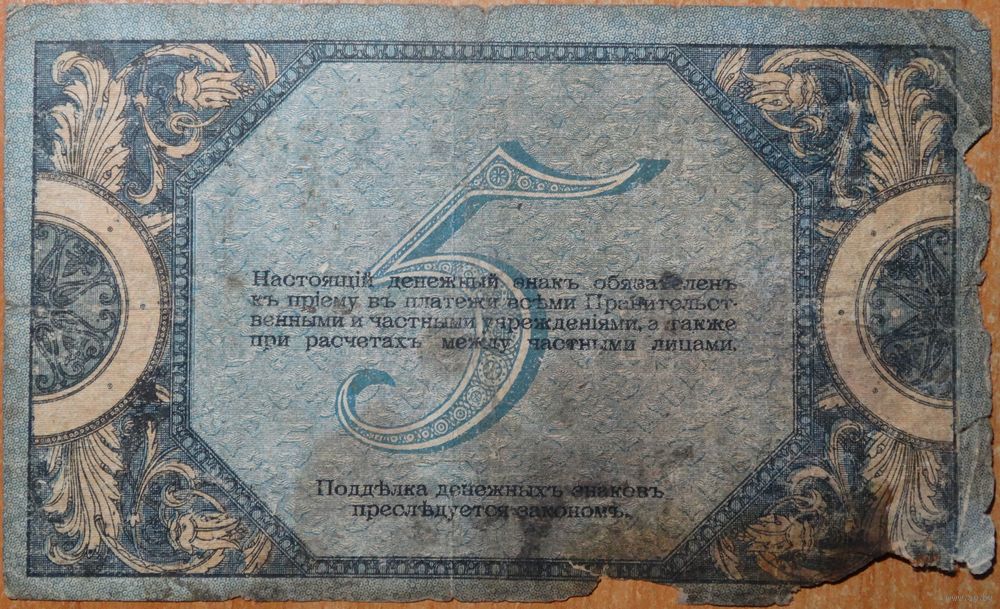 5
Настоящій денежный знакъ обязателенъ
къ пріему въ платежи всѣми Правительст-
венными и частными учрежденіями, а также
при расчетахъ между частными лицами.
Поддѣлка денежныхъ знаковъ
преслѣдуется закономъ.